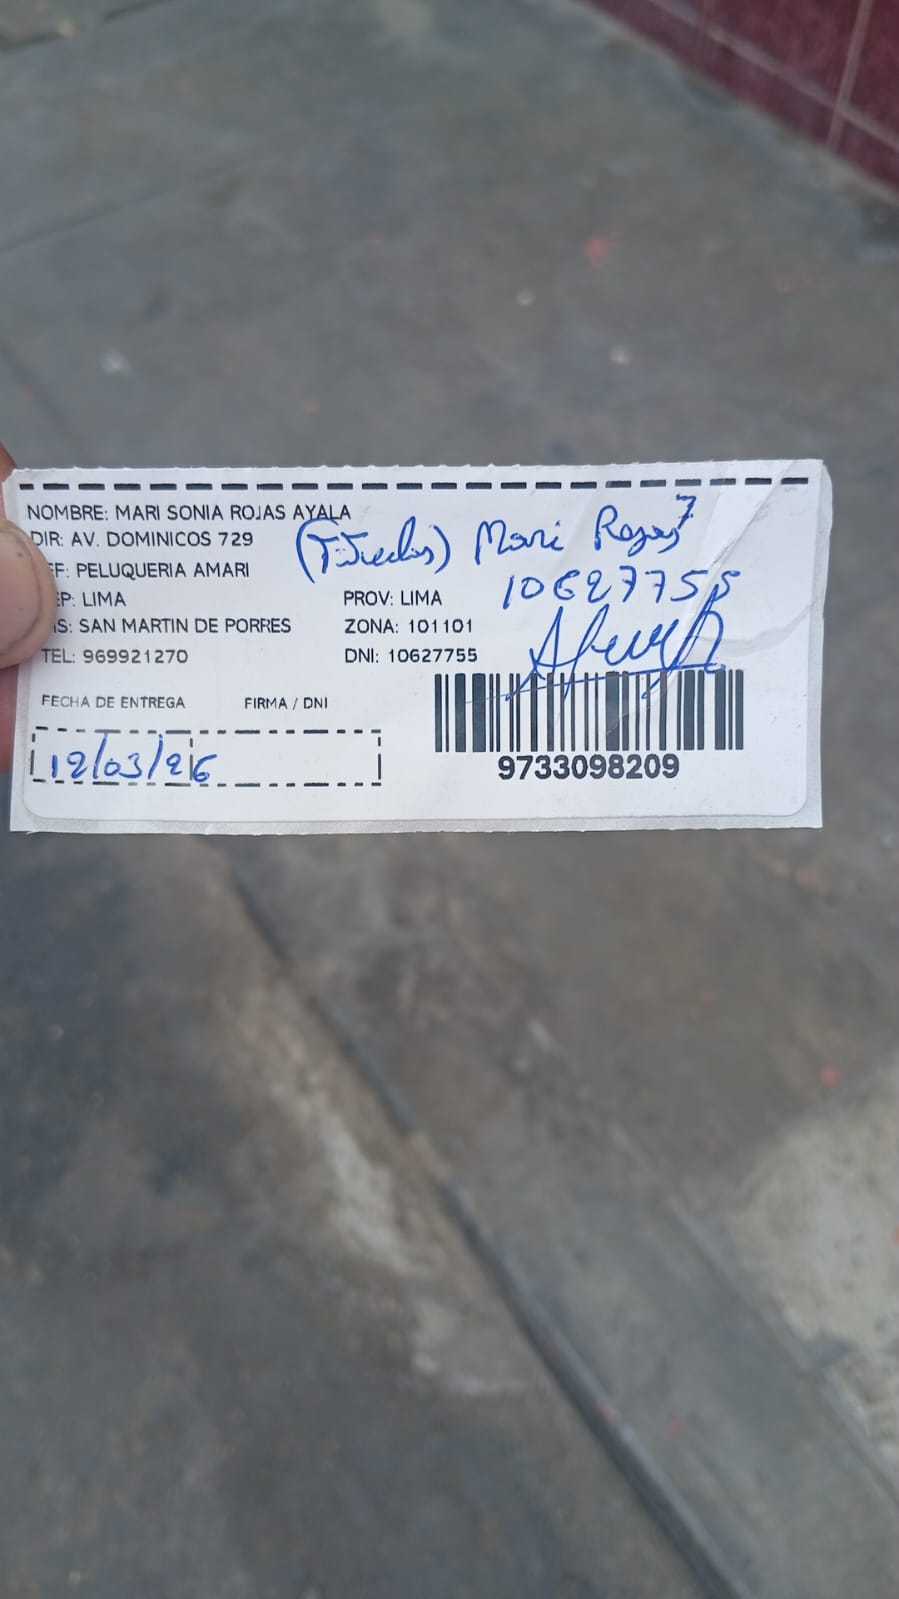 NOMBRE: MARI SONIA ROJAS AYALA
DIR: AV. DOMINICOS 729
Mari Rojas
EF: PELUQUERIA AMARI
10627755
EP: LIMA PROV: LIMA
IS: SAN MARTIN DE PORRES ZONA: 101101
TEL: 969921270 DNI: 10627755
FECHA DE ENTREGA FIRMA / DNI
12/03/26
9733098209